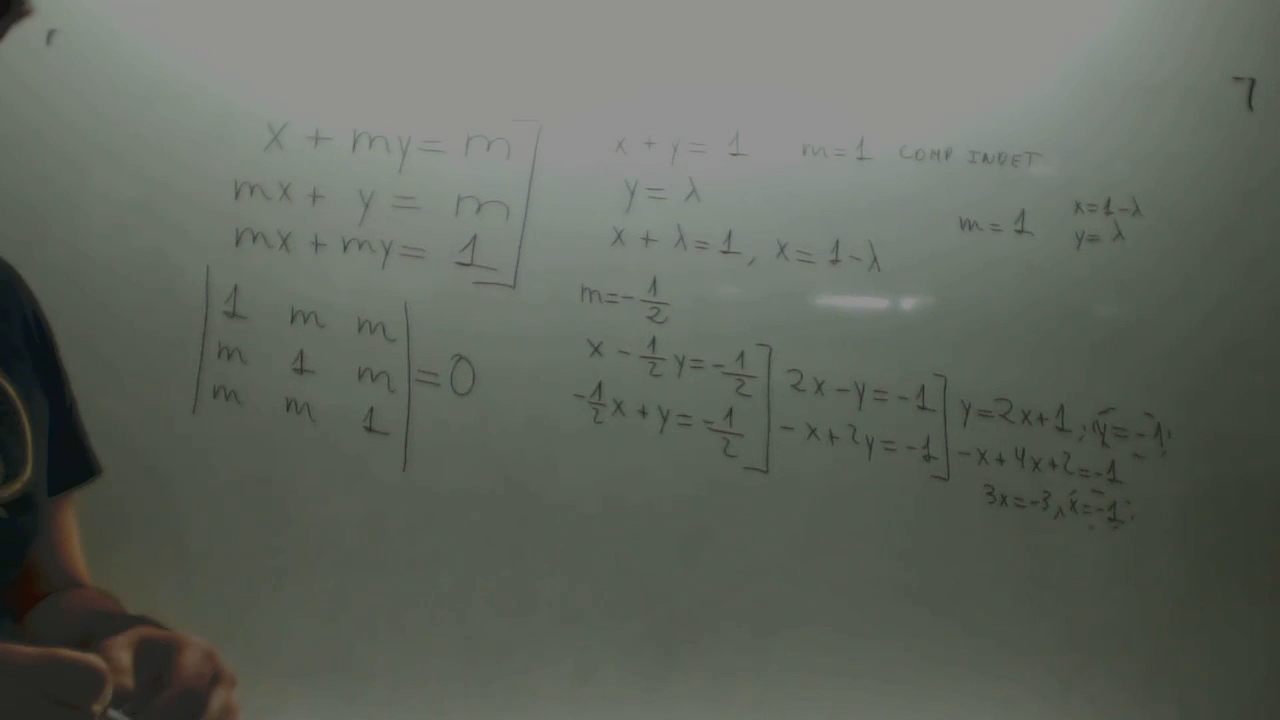 x + my = m
mx + y = m
mx + my = 1
|1 m m|
|m 1 m| = 0
|m m 1|
x + y = 1 m = 1 COMP INDET
y = λ
x + λ = 1, x = 1 - λ
m = 1 x = 1 - λ
y = λ
m = - 1/2
x - 1/2 y = - 1/2
- 1/2 x + y = - 1/2
2x - y = -1
- x + 2y = -1
y = 2x + 1; y = -1
-x + 4x + 2 = -1
3x = -3, x = -1
7